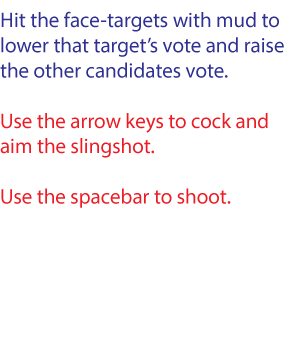 Hit the face-targets with mud to
lower that target’s vote and raise
the other candidates vote.
Use the arrow keys to cock and
aim the slingshot.
Use the spacebar to shoot.